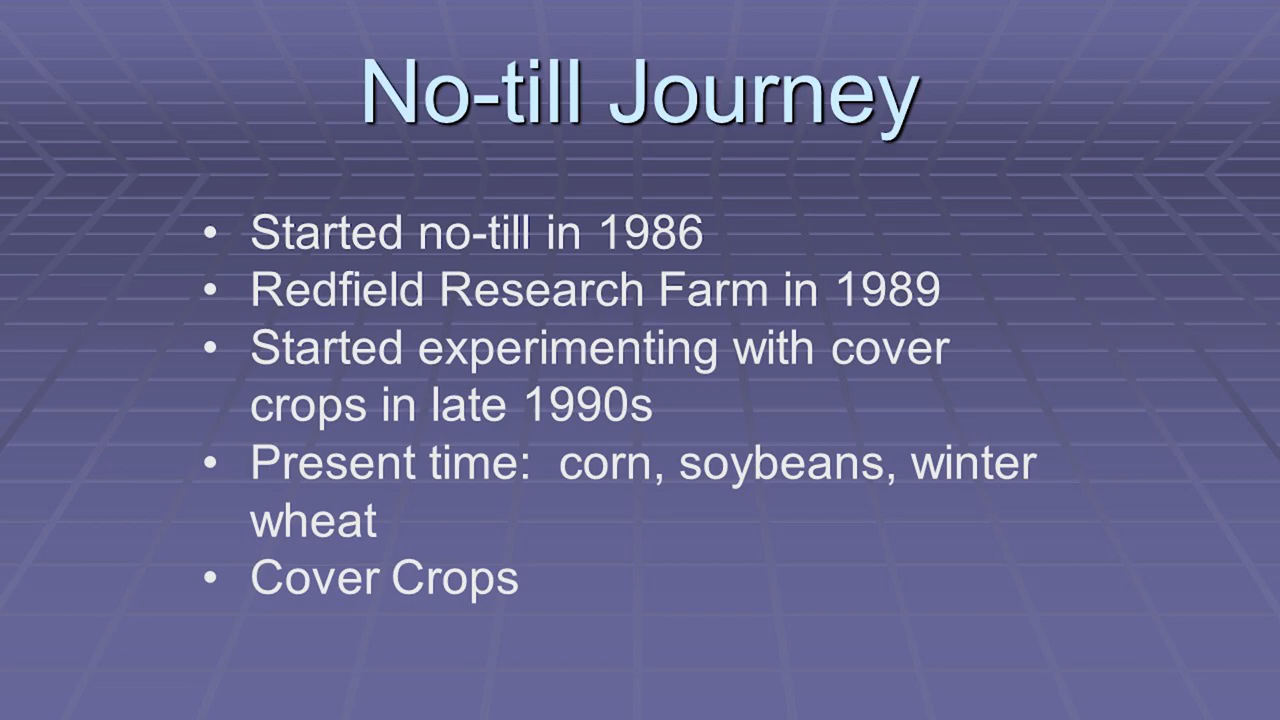 No-till Journey
• Started no-till in 1986
• Redfield Research Farm in 1989
• Started experimenting with cover
crops in late 1990s
• Present time:  corn, soybeans, winter
wheat
• Cover Crops